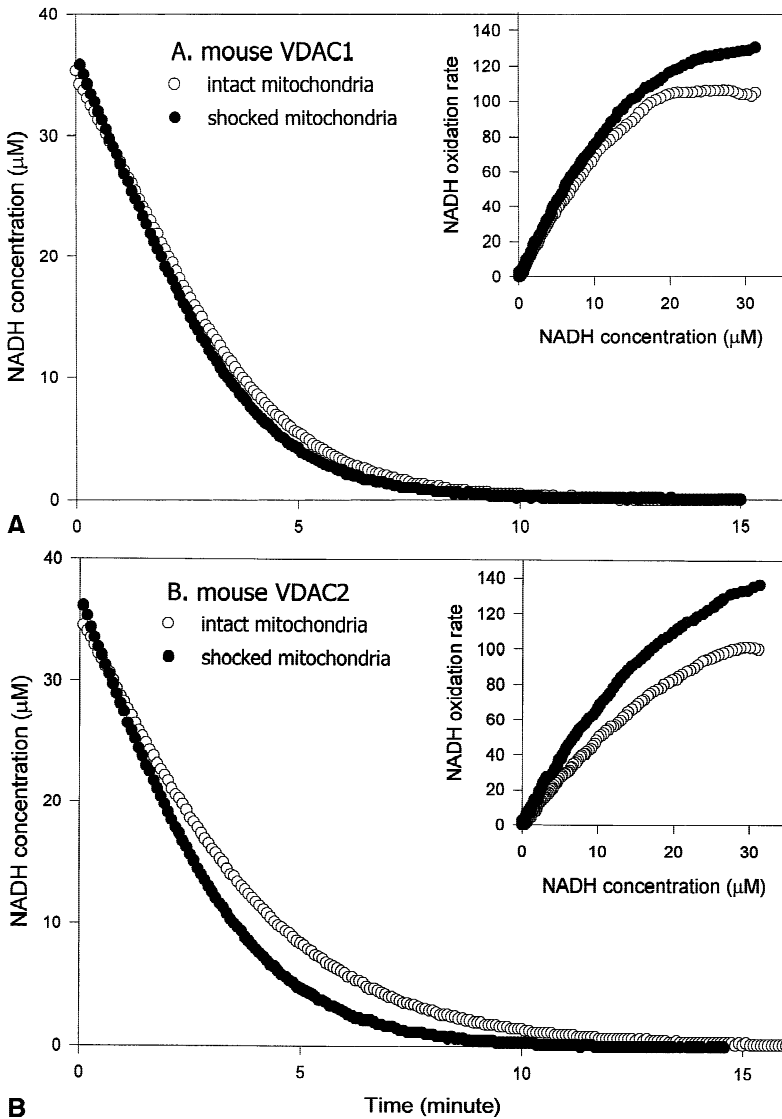 A. mouse VDAC1
intact mitochondria
shocked mitochondria
NADH concentration (µM)
40
30
20
10
0
0
5
10
15
NADH oxidation rate
140
120
100
80
60
40
20
0
0
10
20
30
NADH concentration (µM)
A
B. mouse VDAC2
intact mitochondria
shocked mitochondria
NADH concentration (µM)
40
30
20
10
0
0
5
10
15
Time (minute)
NADH oxidation rate
140
120
100
80
60
40
20
0
0
10
20
30
NADH concentration (µM)
B